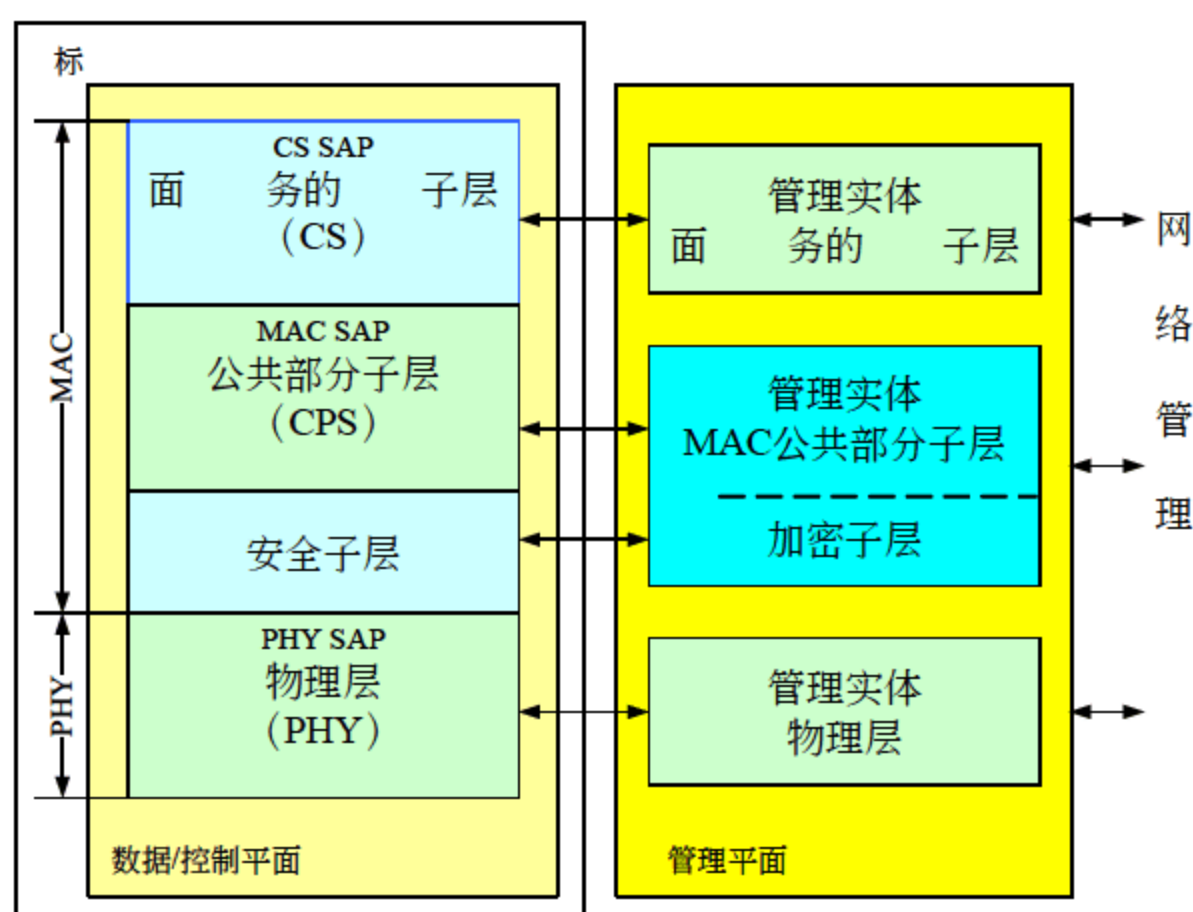 标
CS SAP
面 务的 子层
（CS）
MAC SAP
公共部分子层
（CPS）
安全子层
PHY SAP
物理层
（PHY）
MAC
PHY
数据/控制平面
管理实体
面 务的 子层
管理实体
MAC公共部分子层
加密子层
管理实体
物理层
管理平面
网
络
管
理